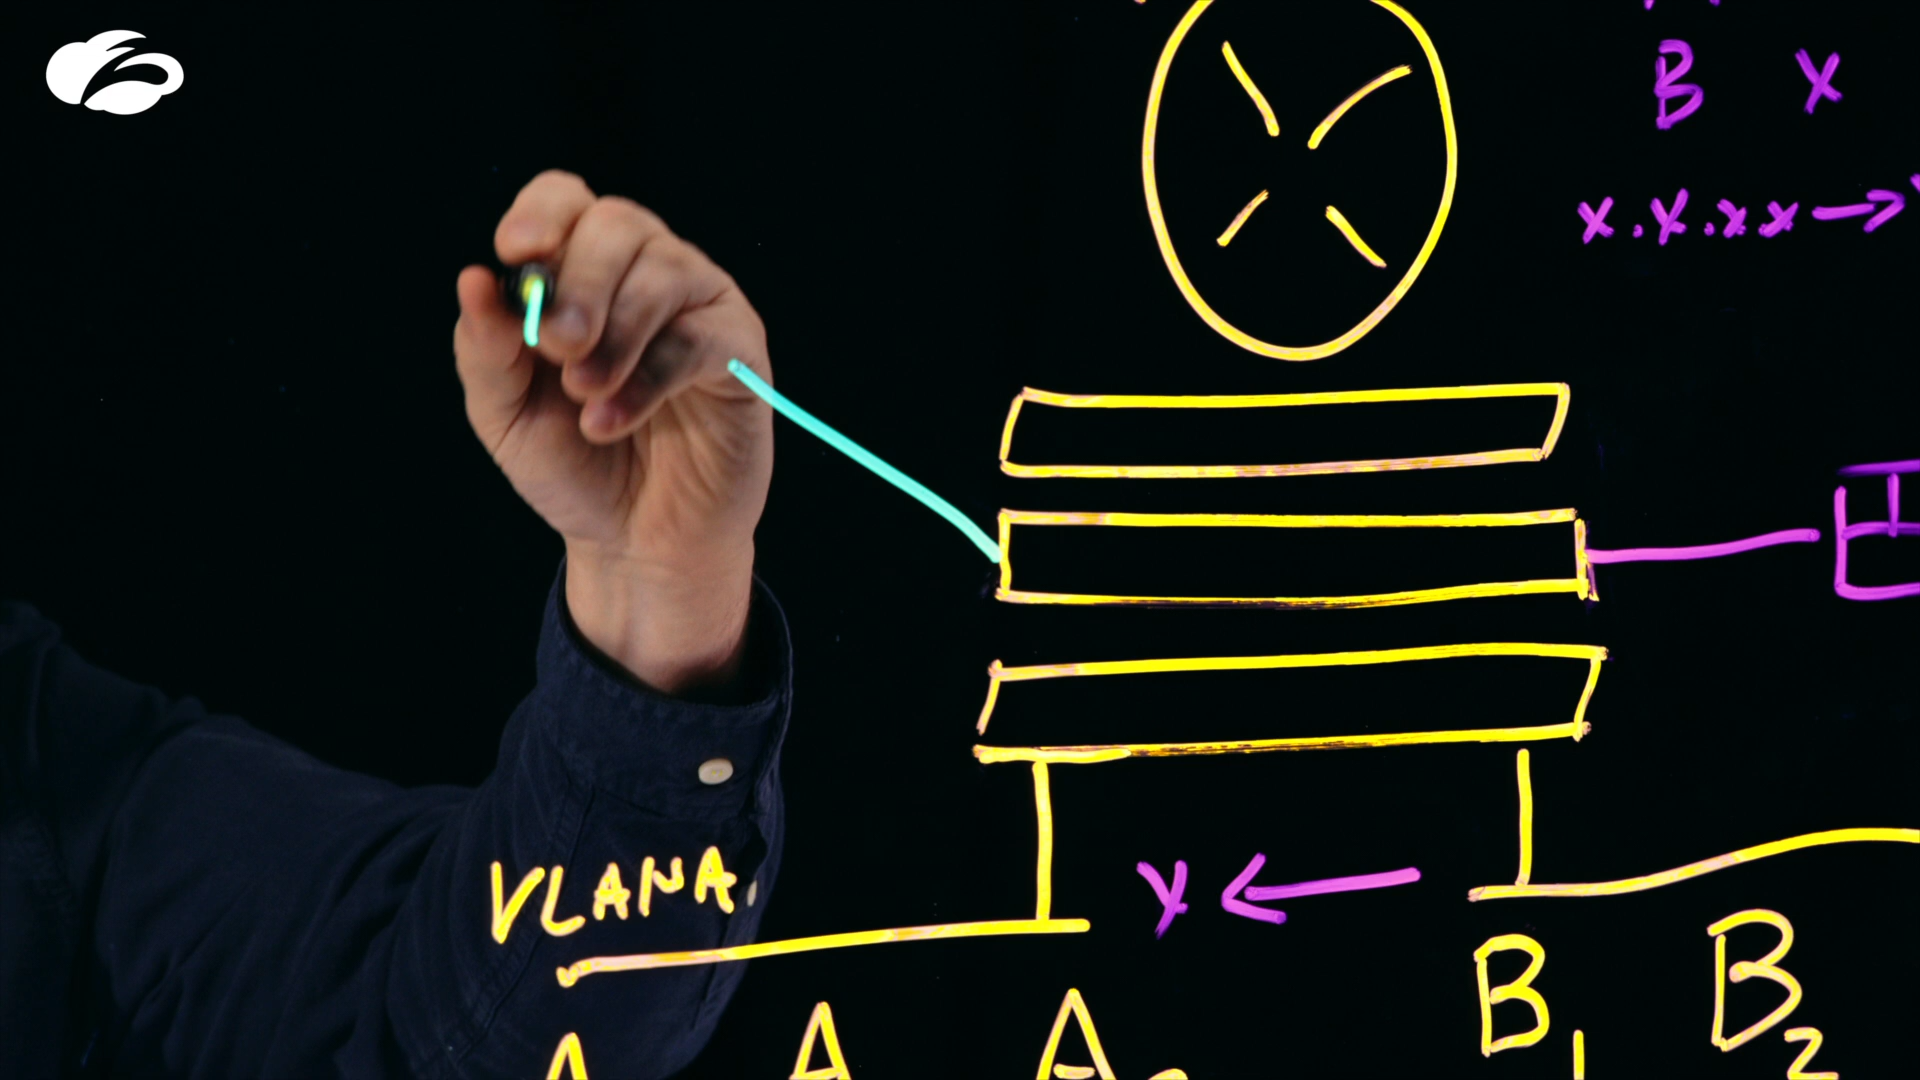 B X
X.X.XX →
VLAN A
X ←
A A A
B1 B2